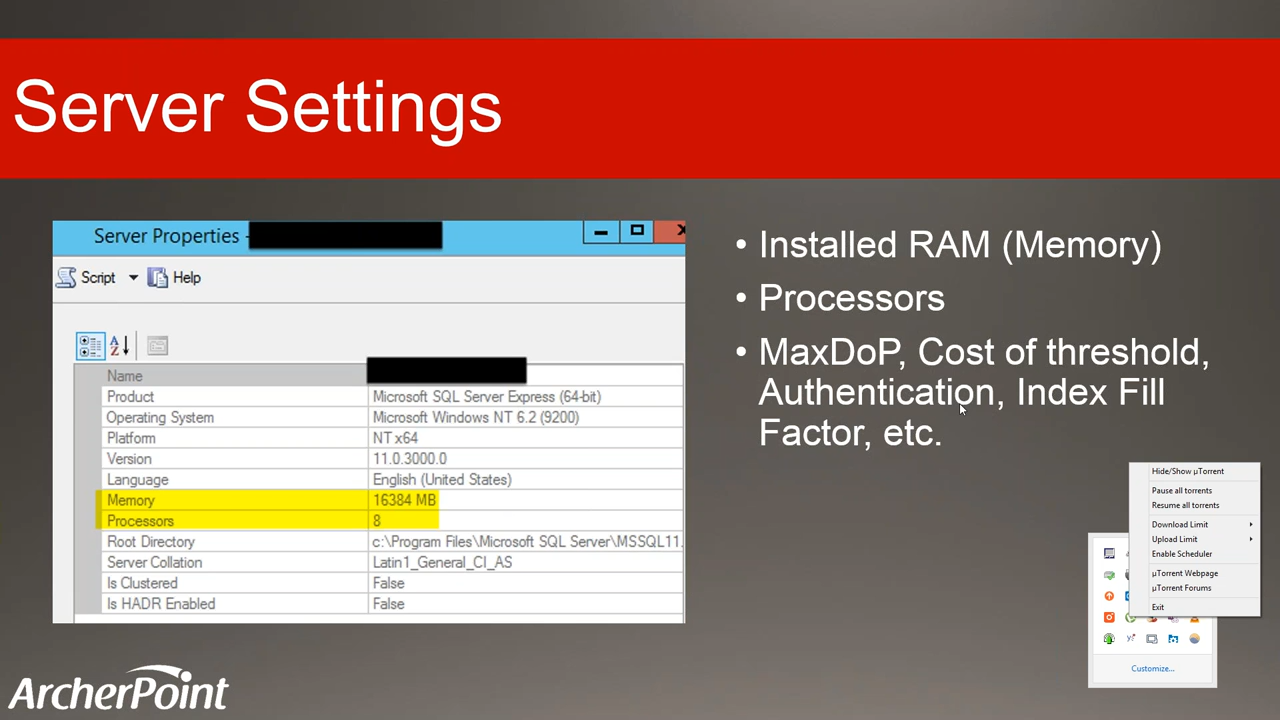 Server Settings
Server Properties -
Script
Help
Name
Product Microsoft SQL Server Express (64-bit)
Operating System Microsoft Windows NT 6.2 (9200)
Platform NT x64
Version 11.0.3000.0
Language English (United States)
Memory 16384 MB
Processors 8
Root Directory c:\Program Files\Microsoft SQL Server\MSSQL11.
Server Collation Latin1_General_CI_AS
Is Clustered False
Is HADR Enabled False
• Installed RAM (Memory)
• Processors
• MaxDoP, Cost of threshold,
Authentication, Index Fill
Factor, etc.
Hide/Show µTorrent
Pause all torrents
Resume all torrents
Download Limit
Upload Limit
Enable Scheduler
µTorrent Webpage
µTorrent Forums
Exit
Customize...
ArcherPoint